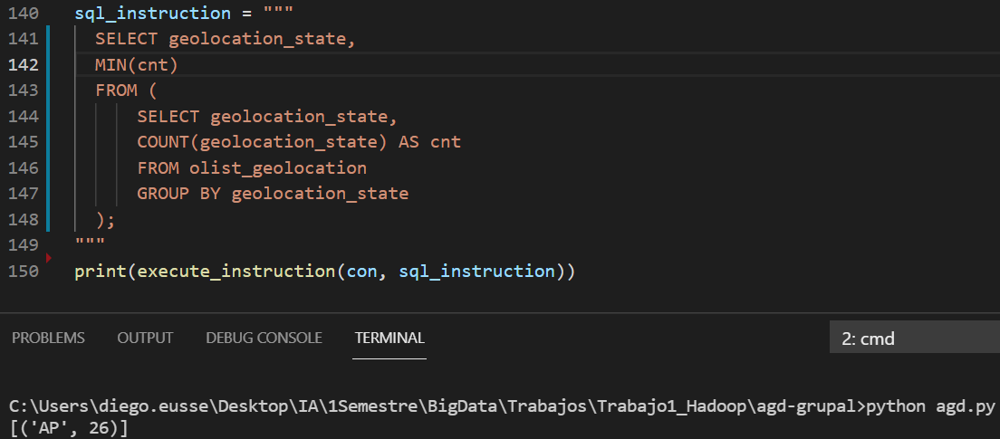 140 sql_instruction = """
141 SELECT geolocation_state,
142 MIN(cnt)
143 FROM (
144 SELECT geolocation_state,
145 COUNT(geolocation_state) AS cnt
146 FROM olist_geolocation
147 GROUP BY geolocation_state
148 );
149 """
150 print(execute_instruction(con, sql_instruction))
PROBLEMS OUTPUT DEBUG CONSOLE TERMINAL 2: cmd
C:\Users\diego.eusse\Desktop\IA\1Semestre\BigData\Trabajos\Trabajo1_Hadoop\agd-grupal>python agd.py
[('AP', 26)]